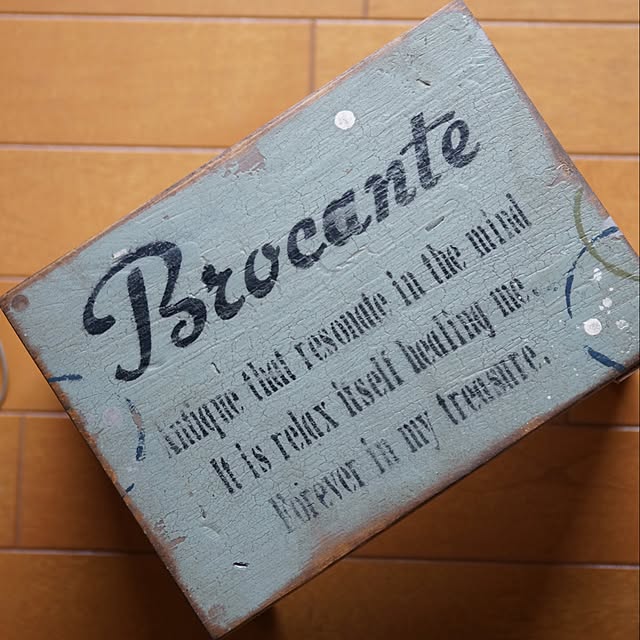 Brocante
Antique that resonate in the mind
It is relax itself healing me...
Forever in my treasure.